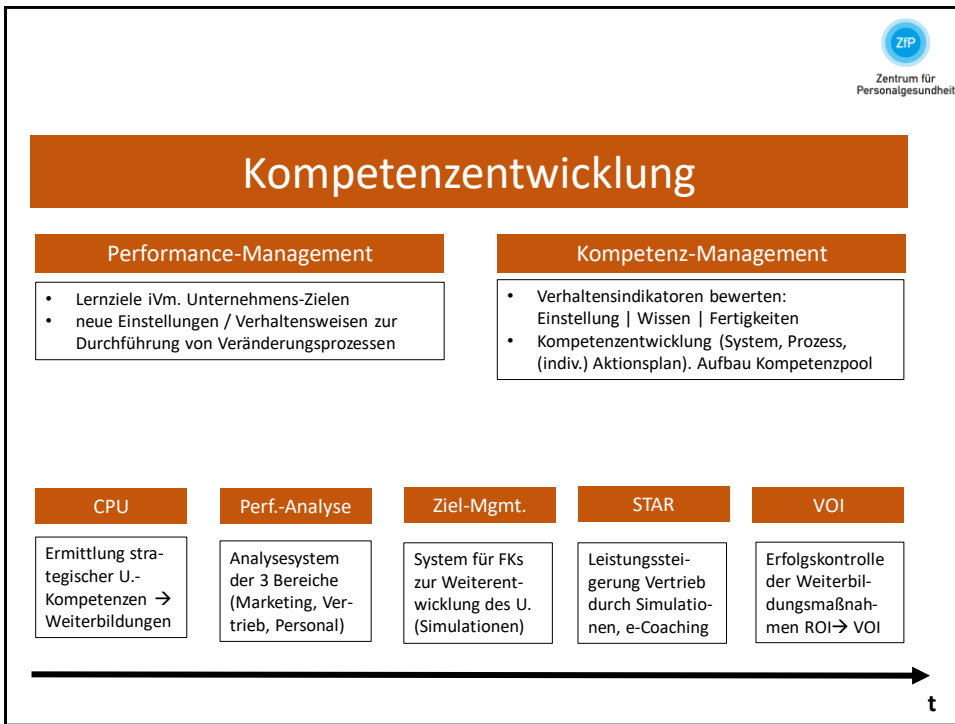 ZfP
Zentrum für
Personalgesundheit
Kompetenzentwicklung
Performance-Management
• Lernziele iVm. Unternehmens-Zielen
• neue Einstellungen / Verhaltensweisen zur
Durchführung von Veränderungsprozessen
Kompetenz-Management
• Verhaltensindikatoren bewerten:
Einstellung | Wissen | Fertigkeiten
• Kompetenzentwicklung (System, Prozess,
(indiv.) Aktionsplan). Aufbau Kompetenzpool
CPU
Ermittlung stra-
tegischer U.-
Kompetenzen →
Weiterbildungen
Perf.-Analyse
Analysesystem
der 3 Bereiche
(Marketing, Ver-
trieb, Personal)
Ziel-Mgmt.
System für FKs
zur Weiterent-
wicklung des U.
(Simulationen)
STAR
Leistungsstei-
gerung Vertrieb
durch Simulatio-
nen, e-Coaching
VOI
Erfolgskontrolle
der Weiterbil-
dungsmaßnah-
men ROI→ VOI
t